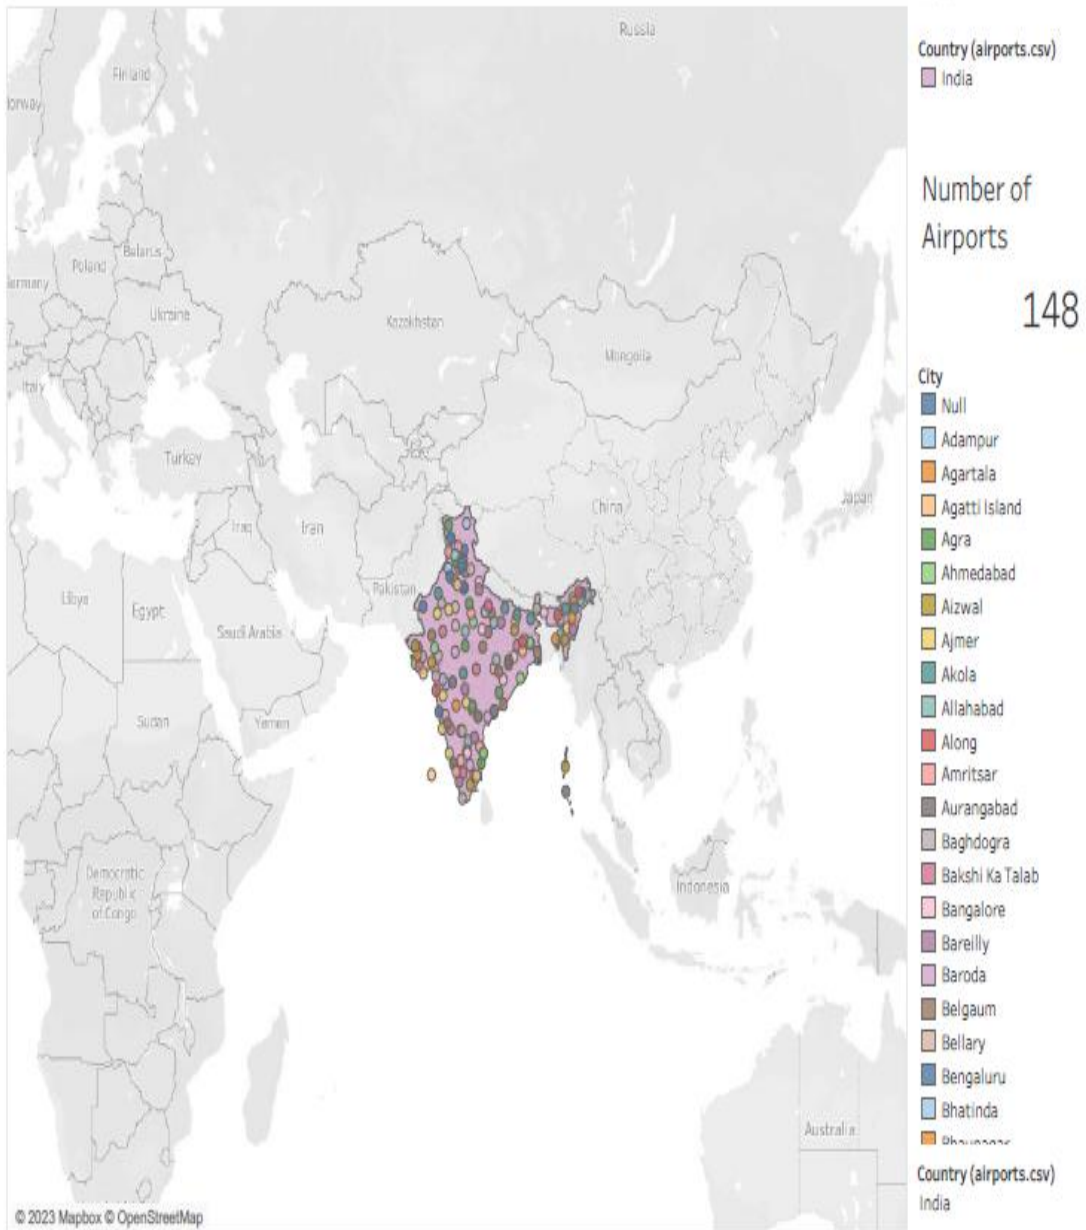 Russia
Finland
orway
Belarus
Poland
ermany
Ukraine
Kazakhstan
Mongolia
Italy
Turkey
Japan
China
Iraq
Iran
Pakistan
Libya
Egypt
Saudi Arabia
Sudan
Yemen
Democratic
Republic
of Congo
Indonesia
Australia
© 2023 Mapbox © OpenStreetMap
Country (airports.csv)
India
Number of
Airports
148
City
Null
Adampur
Agartala
Agatti Island
Agra
Ahmedabad
Aizwal
Ajmer
Akola
Allahabad
Along
Amritsar
Aurangabad
Baghdogra
Bakshi Ka Talab
Bangalore
Bareilly
Baroda
Belgaum
Bellary
Bengaluru
Bhatinda
Country (airports.csv)
India